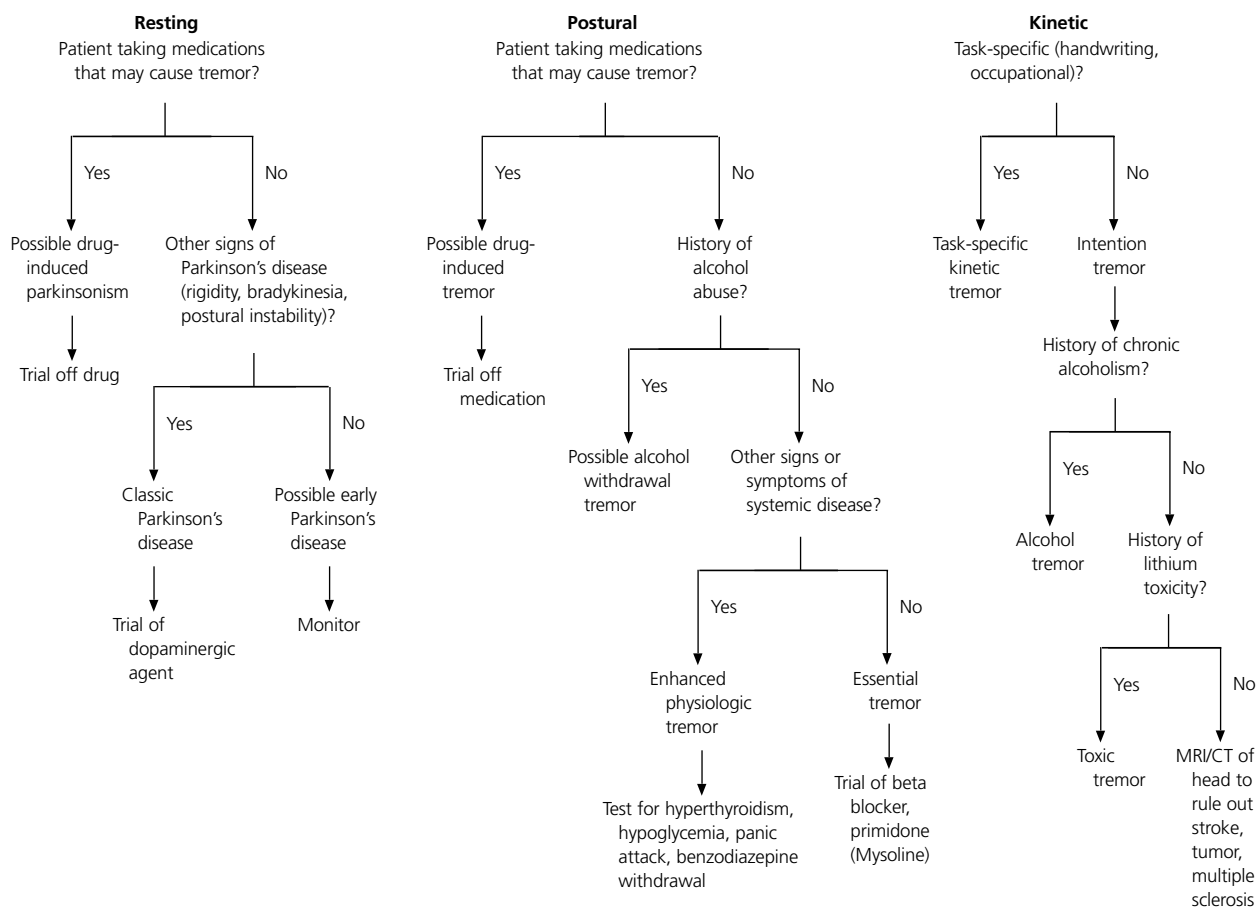 Resting
Patient taking medications
that may cause tremor?
Yes
No
Possible drug-
induced
parkinsonism
Trial off drug
Other signs of
Parkinson’s disease
(rigidity, bradykinesia,
postural instability)?
Yes
No
Classic
Parkinson’s
disease
Trial of
dopaminergic
agent
Possible early
Parkinson’s
disease
Monitor
Postural
Patient taking medications
that may cause tremor?
Yes
No
Possible drug-
induced
tremor
Trial off
medication
History of
alcohol
abuse?
Yes
No
Possible alcohol
withdrawal
tremor
Other signs or
symptoms of
systemic disease?
Yes
No
Enhanced
physiologic
tremor
Test for hyperthyroidism,
hypoglycemia, panic
attack, benzodiazepine
withdrawal
Essential
tremor
Trial of beta
blocker,
primidone
(Mysoline)
Kinetic
Task-specific (handwriting,
occupational)?
Yes
No
Task-specific
kinetic
tremor
Intention
tremor
History of chronic
alcoholism?
Yes
No
Alcohol
tremor
History of
lithium
toxicity?
Yes
No
Toxic
tremor
MRI/CT of
head to
rule out
stroke,
tumor,
multiple
sclerosis